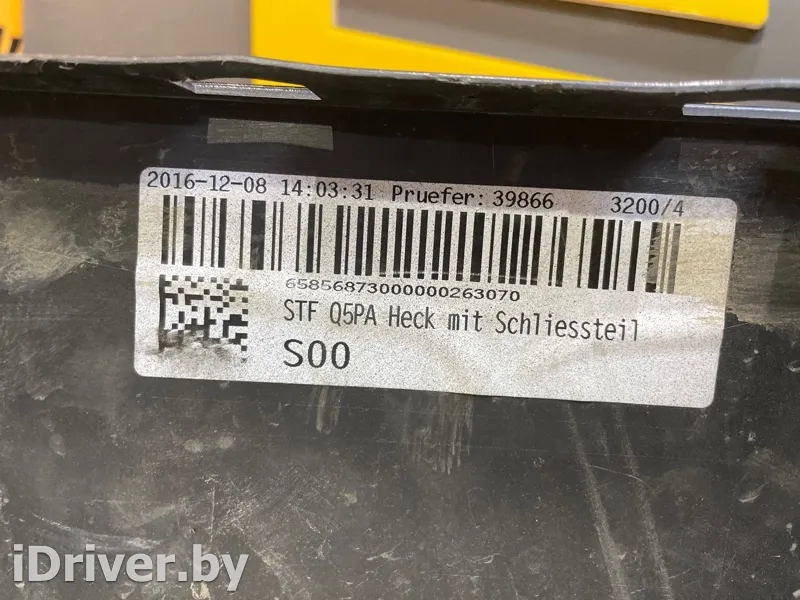 2016-12-08 14:03:31 Pruefer: 39866 3200/4
65856873000000263070
STF Q5PA Heck mit Schliessteil
S00
iDriver.by